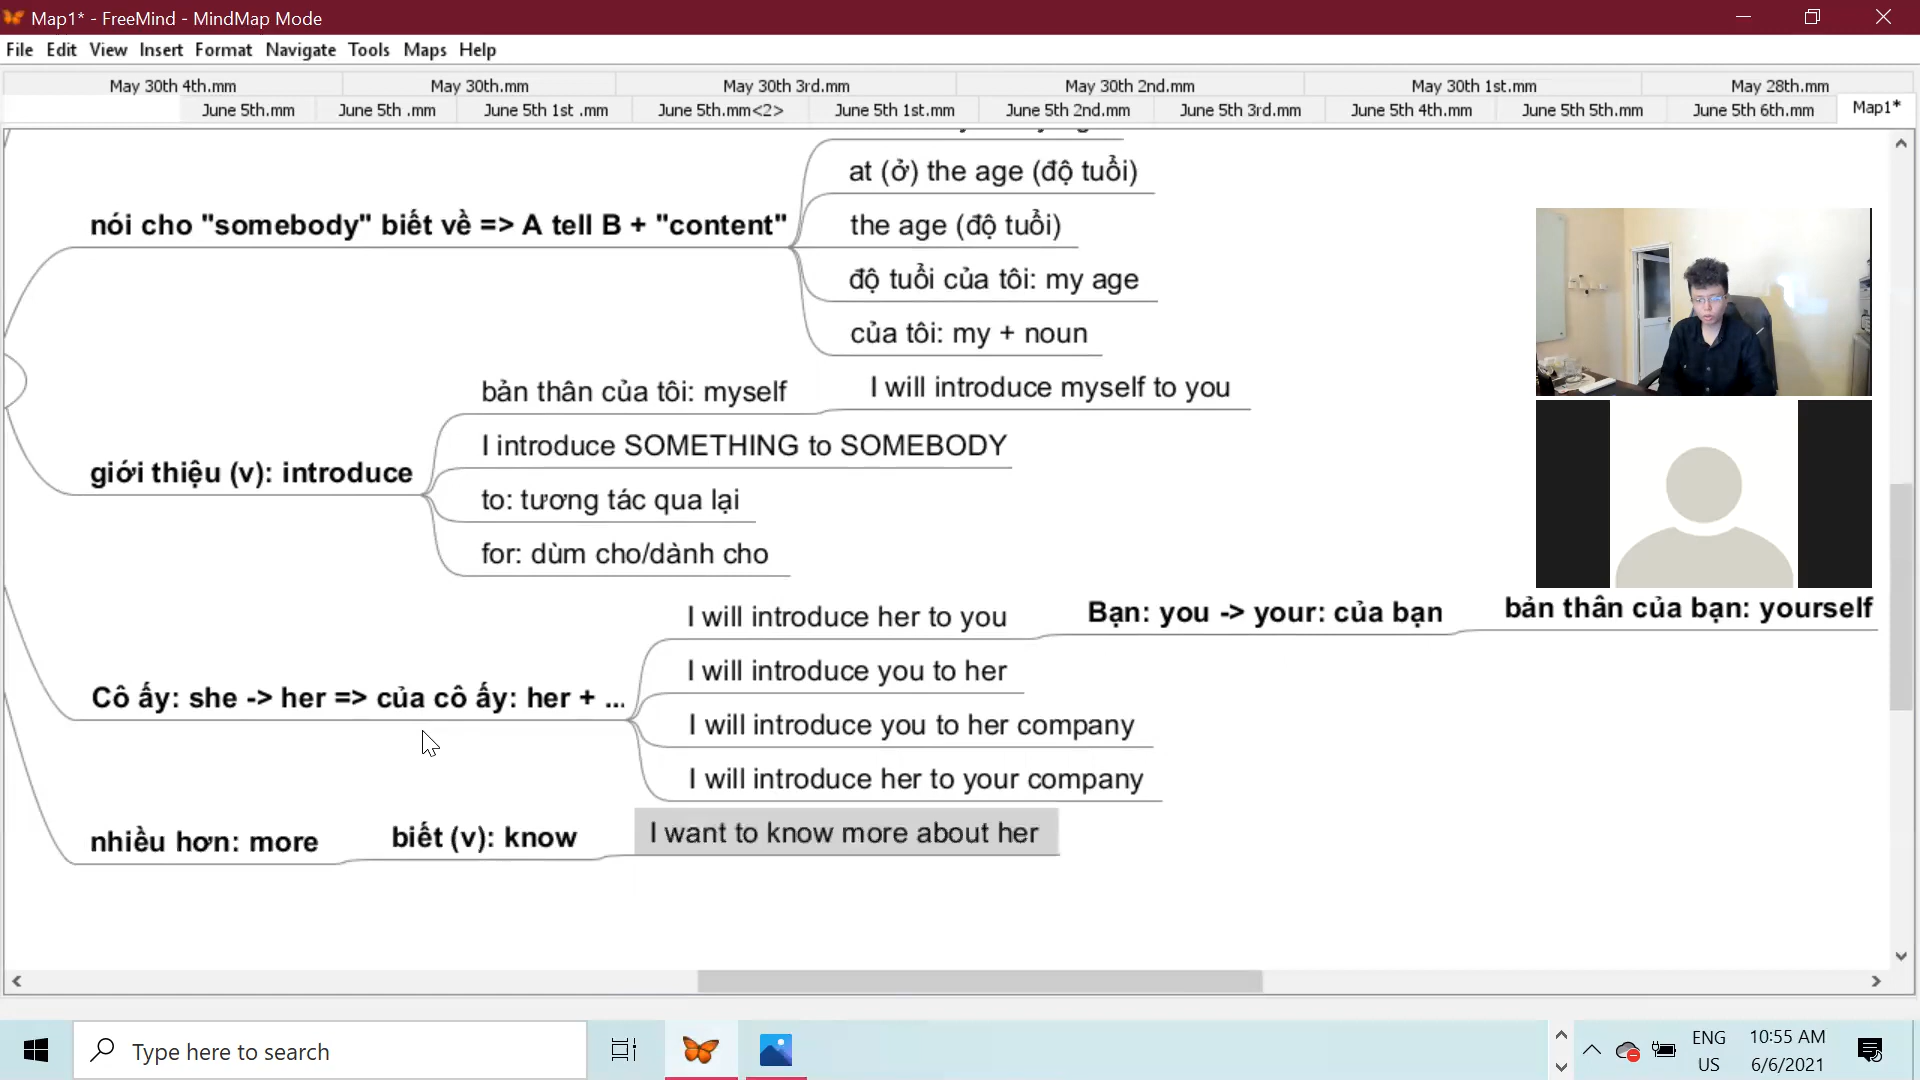 Map1* - FreeMind - MindMap Mode
File Edit View Insert Format Navigate Tools Maps Help
May 30th 4th.mm May 30th.mm May 30th 3rd.mm May 30th 2nd.mm May 30th 1st.mm May 28th.mm
June 5th.mm June 5th .mm June 5th 1st .mm June 5th.mm<2> June 5th 1st.mm June 5th 2nd.mm June 5th 3rd.mm June 5th 4th.mm June 5th 5th.mm June 5th 6th.mm Map1*
nói cho "somebody" biết về => A tell B + "content"
at (ở) the age (độ tuổi)
the age (độ tuổi)
độ tuổi của tôi: my age
của tôi: my + noun
giới thiệu (v): introduce
bản thân của tôi: myself
I will introduce myself to you
I introduce SOMETHING to SOMEBODY
to: tương tác qua lại
for: dùm cho/dành cho
Cô ấy: she -> her => của cô ấy: her + ...
I will introduce her to you
Bạn: you -> your: của bạn
bản thân của bạn: yourself
I will introduce you to her
I will introduce you to her company
I will introduce her to your company
nhiều hơn: more
biết (v): know
I want to know more about her
Type here to search
ENG
US
10:55 AM
6/6/2021